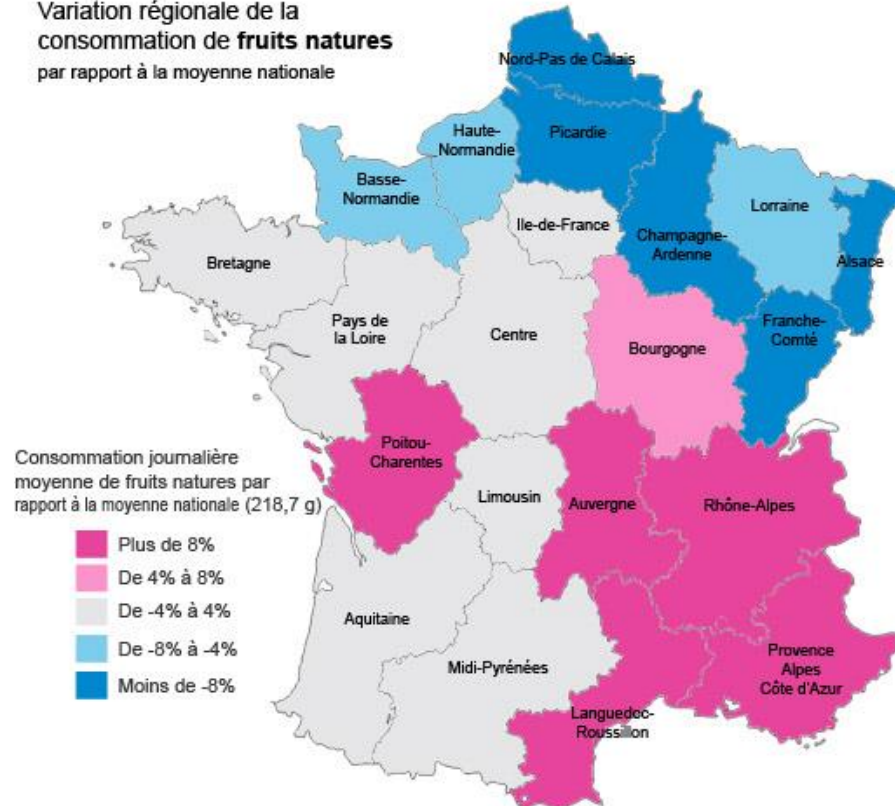 Variation régionale de la
consommation de fruits natures
par rapport à la moyenne nationale
Nord-Pas de Calais
Haute-
Normandie
Picardie
Basse-
Normandie
Lorraine
Ile-de-France
Champagne-
Ardenne
Alsace
Bretagne
Pays de
la Loire
Centre
Bourgogne
Franche-
Comté
Poitou-
Charentes
Limousin
Auvergne
Rhône-Alpes
Consommation journalière
moyenne de fruits natures par
rapport à la moyenne nationale (218,7 g)
Plus de 8%
De 4% à 8%
De -4% à 4%
De -8% à -4%
Moins de -8%
Aquitaine
Midi-Pyrénées
Languedoc-
Roussillon
Provence
Alpes
Côte d'Azur